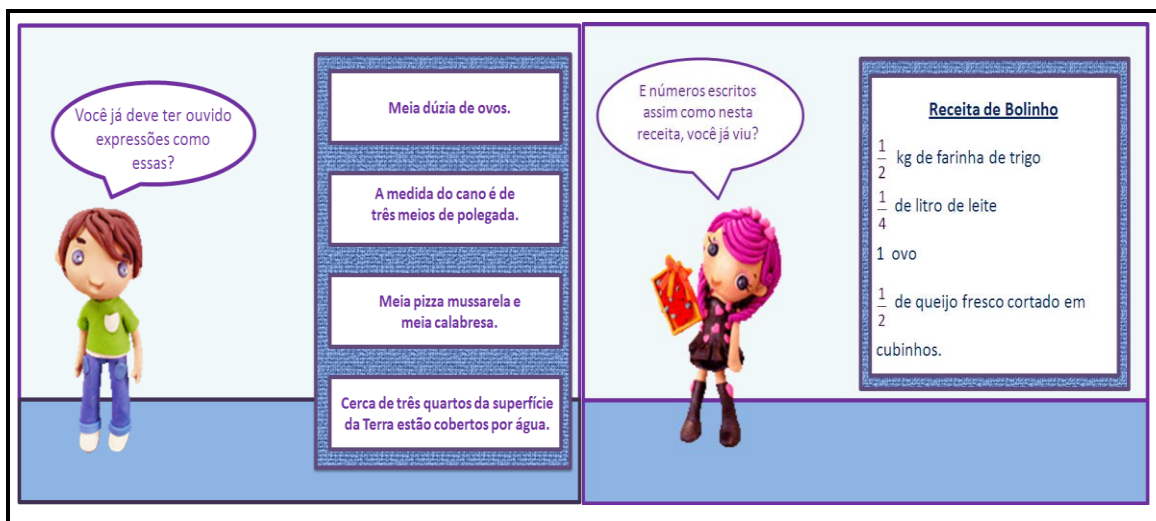 Você já deve ter ouvido
expressões como
essas?
Meia dúzia de ovos.
A medida do cano é de
três meios de polegada.
Meia pizza mussarela e
meia calabresa.
Cerca de três quartos da superfície
da Terra estão cobertos por água.
E números escritos
assim como nesta
receita, você já viu?
Receita de Bolinho
1/2 kg de farinha de trigo
1/4 de litro de leite
1 ovo
1/2 de queijo fresco cortado em
cubinhos.